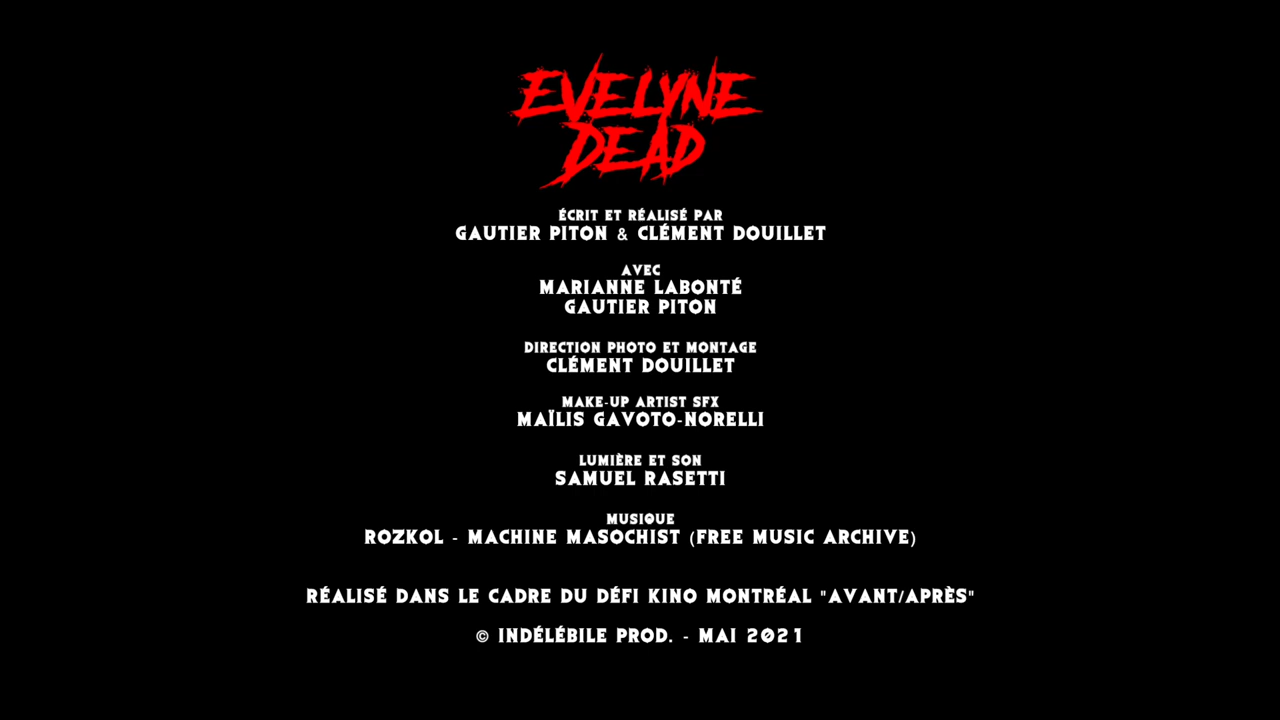 EVELYNE
DEAD
ÉCRIT ET RÉALISÉ PAR
GAUTIER PITON & CLÉMENT DOUILLET
AVEC
MARIANNE LABONTÉ
GAUTIER PITON
DIRECTION PHOTO ET MONTAGE
CLÉMENT DOUILLET
MAKE-UP ARTIST SFX
MAÏLIS GAVOTO-NORELLI
LUMIÈRE ET SON
SAMUEL RASETTI
MUSIQUE
ROZKOL - MACHINE MASOCHIST (FREE MUSIC ARCHIVE)
RÉALISÉ DANS LE CADRE DU DÉFI KINO MONTRÉAL "AVANT/APRÈS"
© INDÉLÉBILE PROD. - MAI 2021